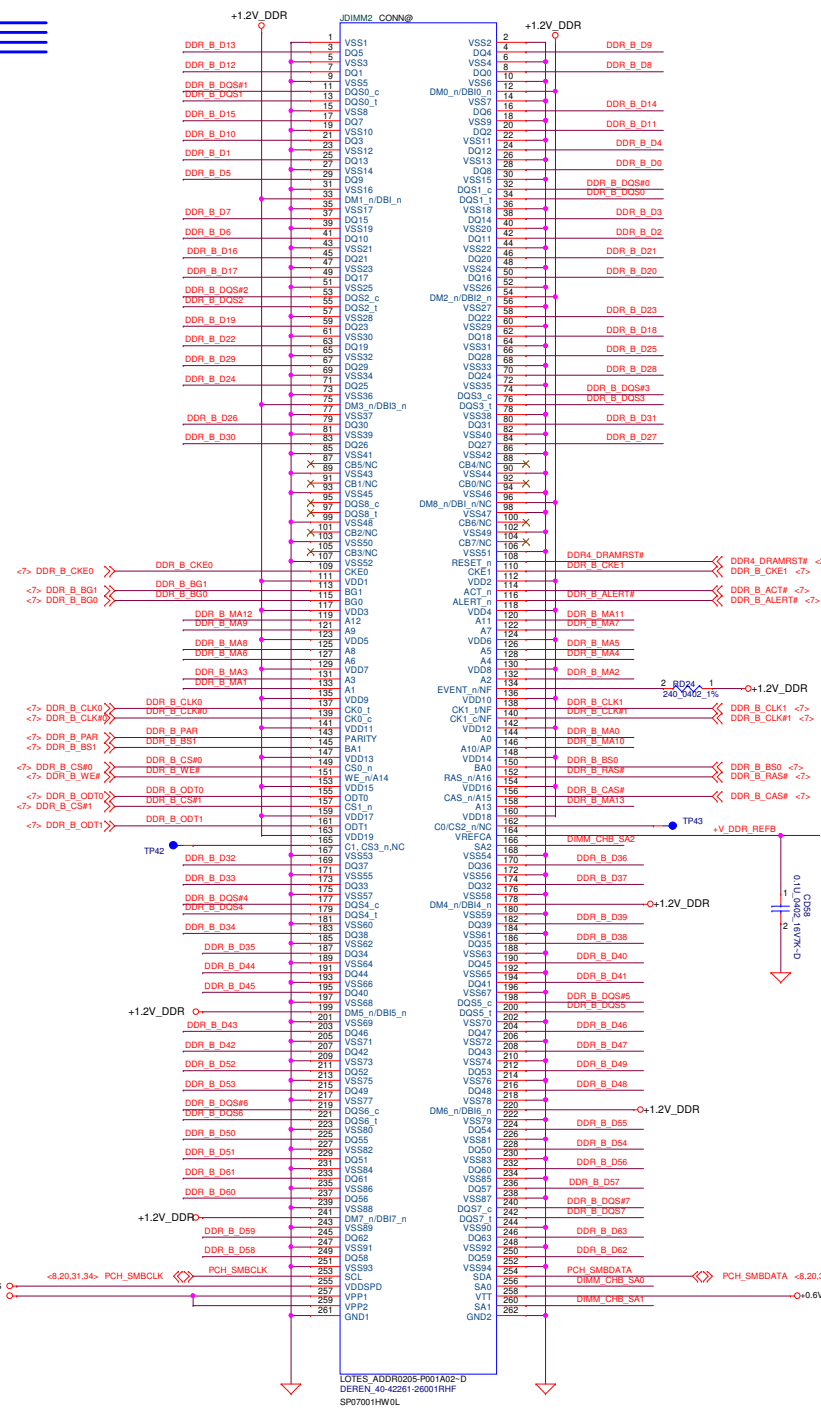 +1.2V_DDR
JDIMM2 CONN@
+1.2V_DDR
1 VSS1 VSS2 2
DDR_B_D13 3 DQ5 DQ4 4 DDR_B_D9
5 VSS3 VSS4 6
DDR_B_D12 7 DQ1 DQ0 8 DDR_B_D8
9 VSS5 VSS6 10
DDR_B_DQS#1 11 DQS0_c DM0_n/DBI0_n 12
DDR_B_DQS1 13 DQS0_t VSS7 14
15 VSS8 DQ6 16 DDR_B_D14
DDR_B_D15 17 DQ7 VSS9 18
19 VSS10 DQ2 20 DDR_B_D11
DDR_B_D10 21 DQ3 VSS11 22
23 VSS12 DQ12 24 DDR_B_D4
DDR_B_D1 25 DQ13 VSS13 26
27 VSS14 DQ8 28 DDR_B_D0
DDR_B_D5 29 DQ9 VSS15 30
31 VSS16 DQS1_c 32 DDR_B_DQS#0
33 DM1_n/DBI_n DQS1_t 34 DDR_B_DQS0
35 VSS17 VSS18 36
DDR_B_D7 37 DQ15 DQ14 38 DDR_B_D3
39 VSS19 VSS20 40
DDR_B_D6 41 DQ10 DQ11 42 DDR_B_D2
43 VSS21 VSS22 44
DDR_B_D16 45 DQ21 DQ20 46 DDR_B_D21
47 VSS23 VSS24 48
DDR_B_D17 49 DQ17 DQ16 50 DDR_B_D20
51 VSS25 VSS26 52
DDR_B_DQS#2 53 DQS2_c DM2_n/DBI2_n 54
DDR_B_DQS2 55 DQS2_t VSS27 56
57 VSS28 DQ22 58 DDR_B_D23
DDR_B_D19 59 DQ23 VSS29 60
61 VSS30 DQ18 62 DDR_B_D18
DDR_B_D22 63 DQ19 VSS31 64
65 VSS32 DQ28 66 DDR_B_D25
DDR_B_D29 67 DQ29 VSS33 68
69 VSS34 DQ24 70 DDR_B_D28
DDR_B_D24 71 DQ25 VSS35 72
73 VSS36 DQS3_c 74 DDR_B_DQS#3
75 DM3_n/DBI3_n DQS3_t 76 DDR_B_DQS3
77 VSS37 VSS38 78
DDR_B_D26 79 DQ30 DQ31 80 DDR_B_D31
81 VSS39 VSS40 82
DDR_B_D30 83 DQ26 DQ27 84 DDR_B_D27
85 VSS41 VSS42 86
87 CB5/NC CB4/NC 88
89 VSS43 VSS44 90
91 CB1/NC CB0/NC 92
93 VSS45 VSS46 94
95 DQS8_c DM8_n/DBI_n/NC 96
97 DQS8_t VSS47 98
99 VSS48 CB6/NC 100
101 CB2/NC VSS49 102
103 VSS50 CB7/NC 104
105 CB3/NC VSS51 106
107 VSS52 RESET_n 108 DDR4_DRAMRST# DDR4_DRAMRST#
<7> DDR_B_CKE0 DDR_B_CKE0 109 CKE0 CKE1 110 DDR_B_CKE1 DDR_B_CKE1 <7>
111 VDD1 VDD2 112
<7> DDR_B_BG1 DDR_B_BG1 113 BG1 ACT_n 114 DDR_B_ACT# <7>
<7> DDR_B_BG0 DDR_B_BG0 115 BG0 ALERT_n 116 DDR_B_ALERT# DDR_B_ALERT# <7>
117 VDD3 VDD4 118
DDR_B_MA12 119 A12 A11 120 DDR_B_MA11
DDR_B_MA9 121 A9 A7 122 DDR_B_MA7
123 VDD5 VDD6 124
DDR_B_MA8 125 A8 A5 126 DDR_B_MA5
DDR_B_MA6 127 A6 A4 128 DDR_B_MA4
129 VDD7 VDD8 130
DDR_B_MA3 131 A3 A2 132 DDR_B_MA2
DDR_B_MA1 133 A1 EVENT_n/NF 134 2 RD24 1 +1.2V_DDR
240_0402_1%
135 VDD9 VDD10 136
<7> DDR_B_CLK0 DDR_B_CLK0 137 CK0_t CK1_t/NF 138 DDR_B_CLK1 DDR_B_CLK1 <7>
<7> DDR_B_CLK#0 DDR_B_CLK#0 139 CK0_c CK1_c/NF 140 DDR_B_CLK#1 DDR_B_CLK#1 <7>
141 VDD11 VDD12 142
<7> DDR_B_PAR DDR_B_PAR 143 PARITY A0 144 DDR_B_MA0
<7> DDR_B_BS1 DDR_B_BS1 145 BA1 A10/AP 146 DDR_B_MA10
147 VDD13 VDD14 148
<7> DDR_B_CS#0 DDR_B_CS#0 149 CS0_n BA0 150 DDR_B_BS0 DDR_B_BS0 <7>
<7> DDR_B_WE# DDR_B_WE# 151 WE_n/A14 RAS_n/A16 152 DDR_B_RAS# DDR_B_RAS# <7>
153 VDD15 VDD16 154
<7> DDR_B_ODT0 DDR_B_ODT0 155 ODT0 CAS_n/A15 156 DDR_B_CAS# DDR_B_CAS# <7>
<7> DDR_B_CS#1 DDR_B_CS#1 157 CS1_n A13 158 DDR_B_MA13
159 VDD17 VDD18 160
<7> DDR_B_ODT1 DDR_B_ODT1 161 ODT1 C0/CS2_n/NC 162 TP43
163 VDD19 VREFCA 164 +V_DDR_REFB
TP42 165 C1, CS3_n,NC SA2 166 DIMM_CHB_SA2
167 VSS53 VSS54 168
DDR_B_D32 169 DQ37 DQ36 170 DDR_B_D36
171 VSS55 VSS56 172
DDR_B_D33 173 DQ33 DQ32 174 DDR_B_D37
175 VSS57 VSS58 176
DDR_B_DQS#4 177 DQS4_c DM4_n/DBI4_n 178 +1.2V_DDR
DDR_B_DQS4 179 DQS4_t VSS59 180
1 CD58 2
0.1U_0402_16V7K~D
181 VSS60 DQ39 182 DDR_B_D39
DDR_B_D34 183 DQ38 VSS61 184
185 VSS62 DQ35 186 DDR_B_D38
DDR_B_D35 187 DQ34 VSS63 188
189 VSS64 DQ45 190 DDR_B_D40
DDR_B_D44 191 DQ44 VSS65 192
193 VSS66 DQ41 194 DDR_B_D41
DDR_B_D45 195 DQ40 VSS67 196
197 VSS68 DQS5_c 198 DDR_B_DQS#5
+1.2V_DDR 199 DM5_n/DBI5_n DQS5_t 200 DDR_B_DQS5
201 VSS69 VSS70 202
DDR_B_D43 203 DQ46 DQ47 204 DDR_B_D46
205 VSS71 VSS72 206
DDR_B_D42 207 DQ42 DQ43 208 DDR_B_D47
209 VSS73 VSS74 210
DDR_B_D52 211 DQ52 DQ53 212 DDR_B_D49
213 VSS75 VSS76 214
DDR_B_D53 215 DQ49 DQ48 216 DDR_B_D48
217 VSS77 VSS78 218
DDR_B_DQS#6 219 DQS6_c DM6_n/DBI6_n 220 +1.2V_DDR
DDR_B_DQS6 221 DQS6_t VSS79 222
223 VSS80 DQ54 224 DDR_B_D55
DDR_B_D50 225 DQ55 VSS81 226
227 VSS82 DQ50 228 DDR_B_D54
DDR_B_D51 229 DQ51 VSS83 230
231 VSS84 DQ60 232 DDR_B_D56
DDR_B_D61 233 DQ61 VSS85 234
235 VSS86 DQ57 236 DDR_B_D57
DDR_B_D60 237 DQ56 VSS87 238
239 VSS88 DQS7_c 240 DDR_B_DQS#7
+1.2V_DDR 241 DM7_n/DBI7_n DQS7_t 242 DDR_B_DQS7
243 VSS89 VSS90 244
DDR_B_D59 245 DQ62 DQ63 246 DDR_B_D63
247 VSS91 VSS92 248
DDR_B_D58 249 DQ58 DQ59 250 DDR_B_D62
251 VSS93 VSS94 252
<8,20,31,34> PCH_SMBCLK PCH_SMBCLK 253 SCL SDA 254 PCH_SMBDATA PCH_SMBDATA <8,20,
255 VDDSPD SA0 256 DIMM_CHB_SA0
257 VPP1 VTT 258 +0.6V
259 VPP2 SA1 260 DIMM_CHB_SA1
261 GND1 GND2 262
LOTES_ADDR0205-P001A02~D
DEREN_40-42261-26001RHF
SP07001HW0L